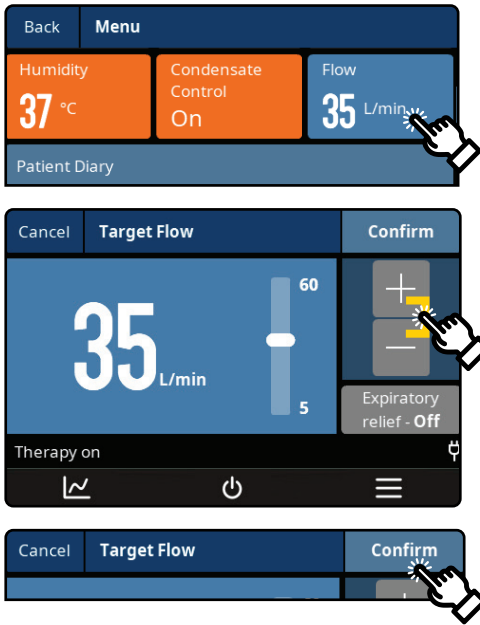 Back Menu
Humidity Condensate Control Flow
37 °C On 35 L/min
Patient Diary
Cancel Target Flow Confirm
60
35 L/min
5
+
—
Expiratory
relief - Off
Therapy on
Cancel Target Flow Confirm